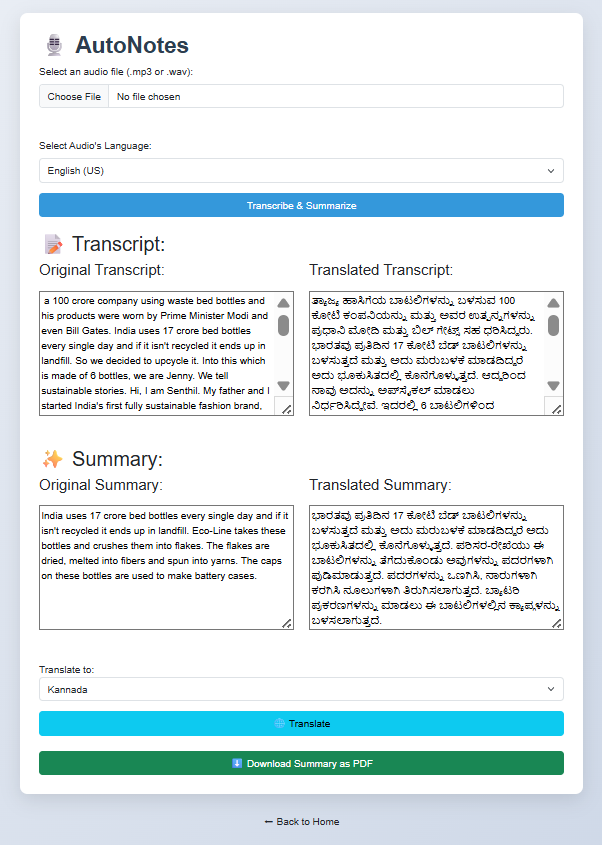 AutoNotes
Select an audio file (.mp3 or .wav):
Choose File No file chosen
Select Audio's Language:
English (US)
Transcribe & Summarize
Transcript:
Original Transcript:
a 100 crore company using waste bed bottles and
his products were worn by Prime Minister Modi and
even Bill Gates. India uses 17 crore bed bottles
every single day and if it isn't recycled it ends up in
landfill. So we decided to upcycle it. Into this which
is made of 6 bottles, we are Jenny. We tell
sustainable stories. Hi, I am Senthil. My father and I
started India's first fully sustainable fashion brand,
Translated Transcript:
ತ್ಯಾಜ್ಯ ಹಾಸಿಗೆಯ ಬಾಟಲಿಗಳನ್ನು ಬಳಸುವ 100
ಕೋಟಿ ಕಂಪನಿಯನ್ನು ಮತ್ತು ಅವರ ಉತ್ಪನ್ನಗಳನ್ನು
ಪ್ರಧಾನಿ ಮೋದಿ ಮತ್ತು ಬಿಲ್ ಗೇಟ್ಸ್ ಸಹ ಧರಿಸಿದ್ದರು.
ಭಾರತವು ಪ್ರತಿದಿನ 17 ಕೋಟಿ ಬೆಡ್ ಬಾಟಲಿಗಳನ್ನು
ಬಳಸುತ್ತದೆ ಮತ್ತು ಅದು ಮರುಬಳಕೆ ಮಾಡದಿದ್ದರೆ
ಅದು ಭೂಕುಸಿತದಲ್ಲಿ ಕೊನೆಗೊಳ್ಳುತ್ತದೆ. ಆದ್ದರಿಂದ
ನಾವು ಅದನ್ನು ಅಪ್‌ಸೈಕಲ್ ಮಾಡಲು
ನಿರ್ಧರಿಸಿದ್ದೇವೆ. ಇದರಲ್ಲಿ 6 ಬಾಟಲಿಗಳಿಂದ
Summary:
Original Summary:
India uses 17 crore bed bottles every single day and if it
isn't recycled it ends up in landfill. Eco-Line takes these
bottles and crushes them into flakes. The flakes are
dried, melted into fibers and spun into yarns. The caps
on these bottles are used to make battery cases.
Translated Summary:
ಭಾರತವು ಪ್ರತಿದಿನ 17 ಕೋಟಿ ಬೆಡ್ ಬಾಟಲಿಗಳನ್ನು
ಬಳಸುತ್ತದೆ ಮತ್ತು ಅದು ಮರುಬಳಕೆ ಮಾಡದಿದ್ದರೆ ಅದು
ಭೂಕುಸಿತದಲ್ಲಿ ಕೊನೆಗೊಳ್ಳುತ್ತದೆ. ಪರಿಸರ-ರೇಖೆಯು ಈ
ಬಾಟಲಿಗಳನ್ನು ತೆಗೆದುಕೊಂಡು ಅವುಗಳನ್ನು ಪದರಗಳಾಗಿ
ಪುಡಿಮಾಡುತ್ತದೆ. ಪದರಗಳನ್ನು ಒಣಗಿಸಿ, ನಾರುಗಳಾಗಿ
ಕರಗಿಸಿ ನೂಲುಗಳಾಗಿ ತಿರುಗಿಸಲಾಗುತ್ತದೆ. ಬ್ಯಾಟರಿ
ಪ್ರಕರಣಗಳನ್ನು ಮಾಡಲು ಈ ಬಾಟಲಿಗಳಲ್ಲಿನ ಕ್ಯಾಪ್ಗಳನ್ನು
ಬಳಸಲಾಗುತ್ತದೆ.
Translate to:
Kannada
Translate
Download Summary as PDF
← Back to Home